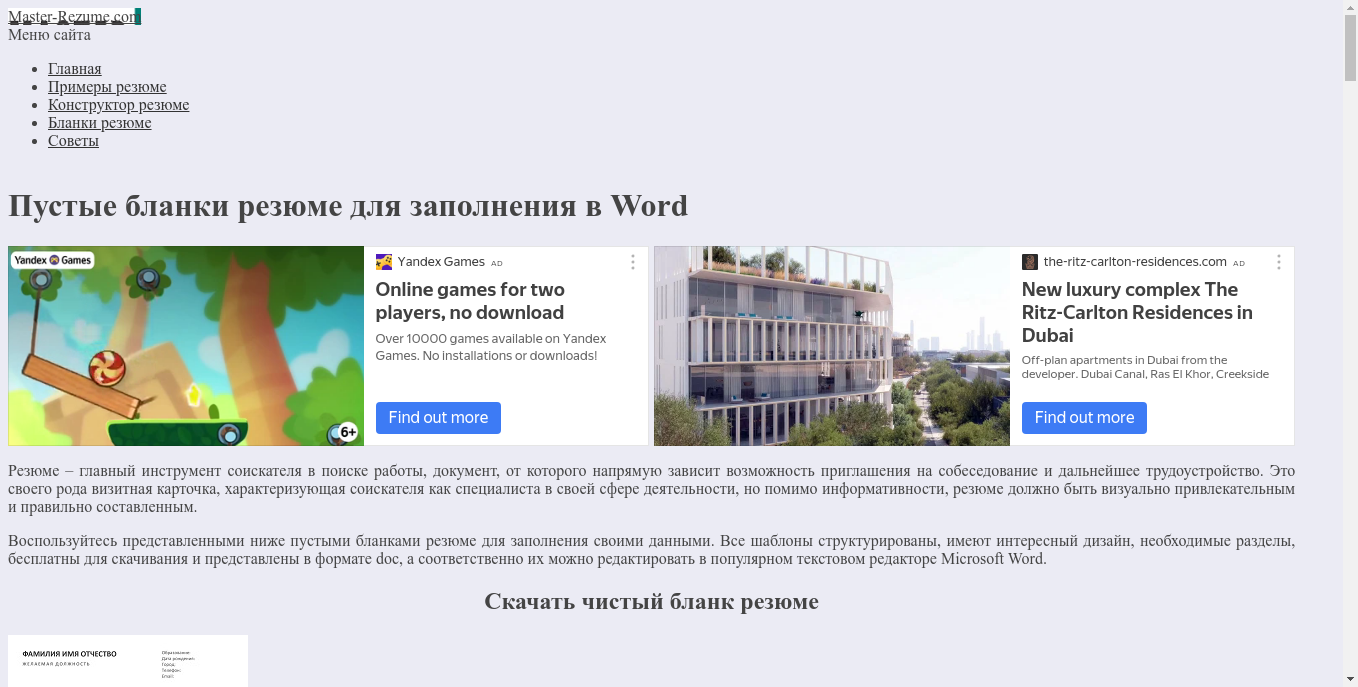 Master-Rezume.com
Меню сайта
Главная
Примеры резюме
Конструктор резюме
Бланки резюме
Советы
Пустые бланки резюме для заполнения в Word
Yandex Games
6+
Yandex Games AD
Online games for two
players, no download
Over 10000 games available on Yandex
Games. No installations or downloads!
Find out more
the-ritz-carlton-residences.com AD
New luxury complex The
Ritz-Carlton Residences in
Dubai
Off-plan apartments in Dubai from the
developer. Dubai Canal, Ras El Khor, Creekside
Find out more
Резюме – главный инструмент соискателя в поиске работы, документ, от которого напрямую зависит возможность приглашения на собеседование и дальнейшее трудоустройство. Это
своего рода визитная карточка, характеризующая соискателя как специалиста в своей сфере деятельности, но помимо информативности, резюме должно быть визуально привлекательным
и правильно составленным.
Воспользуйтесь представленными ниже пустыми бланками резюме для заполнения своими данными. Все шаблоны структурированы, имеют интересный дизайн, необходимые разделы,
бесплатны для скачивания и представлены в формате doc, а соответственно их можно редактировать в популярном текстовом редакторе Microsoft Word.
Скачать чистый бланк резюме
ФАМИЛИЯ ИМЯ ОТЧЕСТВО
ЖЕЛАЕМАЯ ДОЛЖНОСТЬ
Образование:
Дата рождения:
Город:
Телефон:
Email: